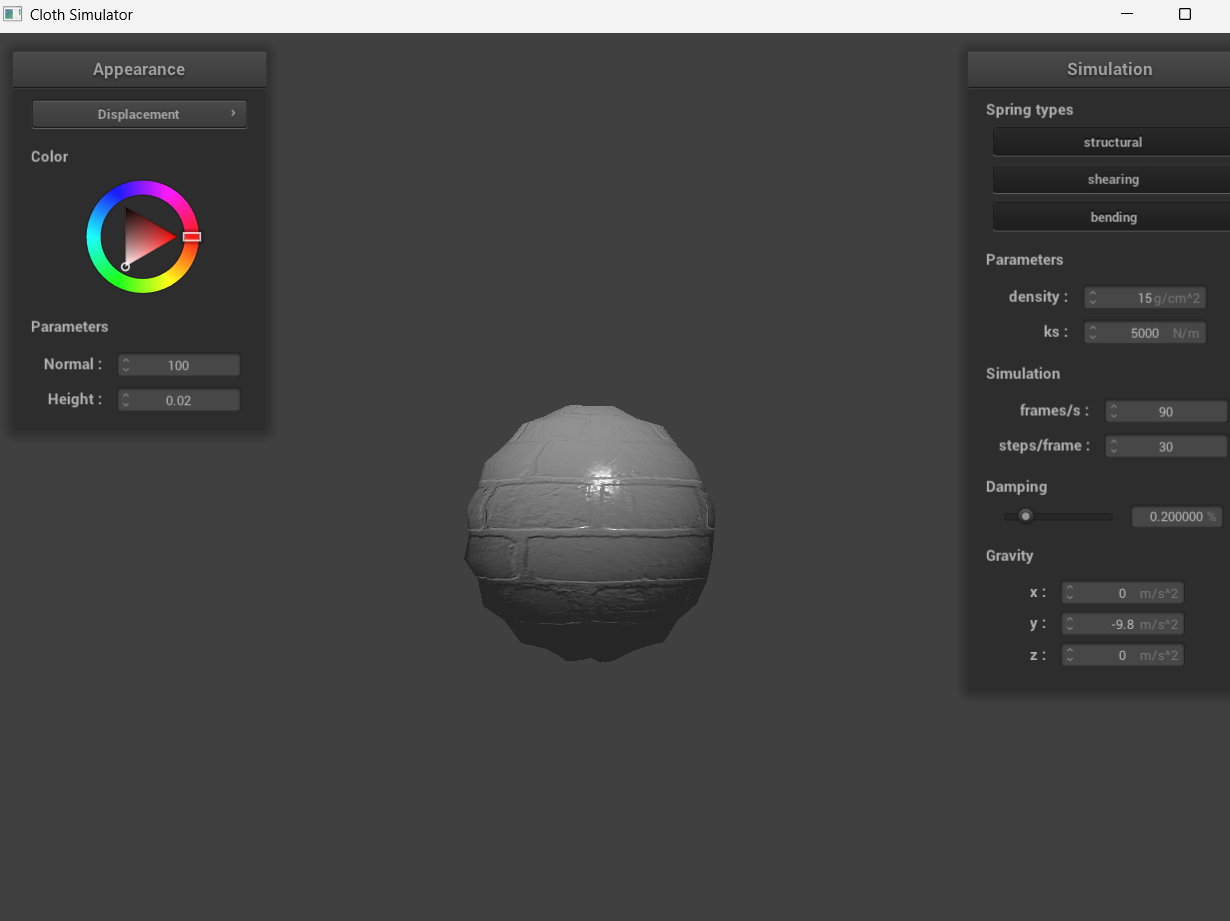 Cloth Simulator
Appearance
Displacement
Color
Parameters
Normal : 100
Height : 0.02
Simulation
Spring types
structural
shearing
bending
Parameters
density : 15 g/cm^2
ks : 5000 N/m
Simulation
frames/s : 90
steps/frame : 30
Damping
0.200000 %
Gravity
x : 0 m/s^2
y : -9.8 m/s^2
z : 0 m/s^2